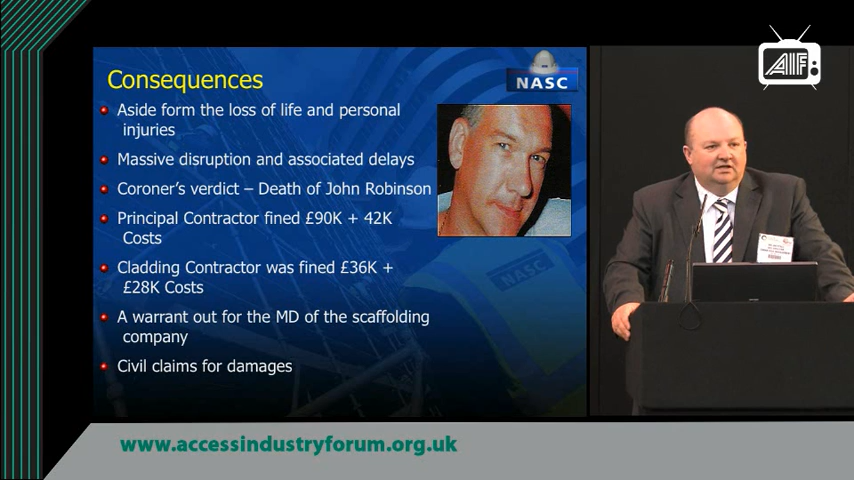 AIF
Consequences
NASC
Aside form the loss of life and personal
injuries
Massive disruption and associated delays
Coroner's verdict – Death of John Robinson
Principal Contractor fined £90K + 42K
Costs
Cladding Contractor was fined £36K +
£28K Costs
A warrant out for the MD of the scaffolding
company
Civil claims for damages
NASC
www.accessindustryforum.org.uk